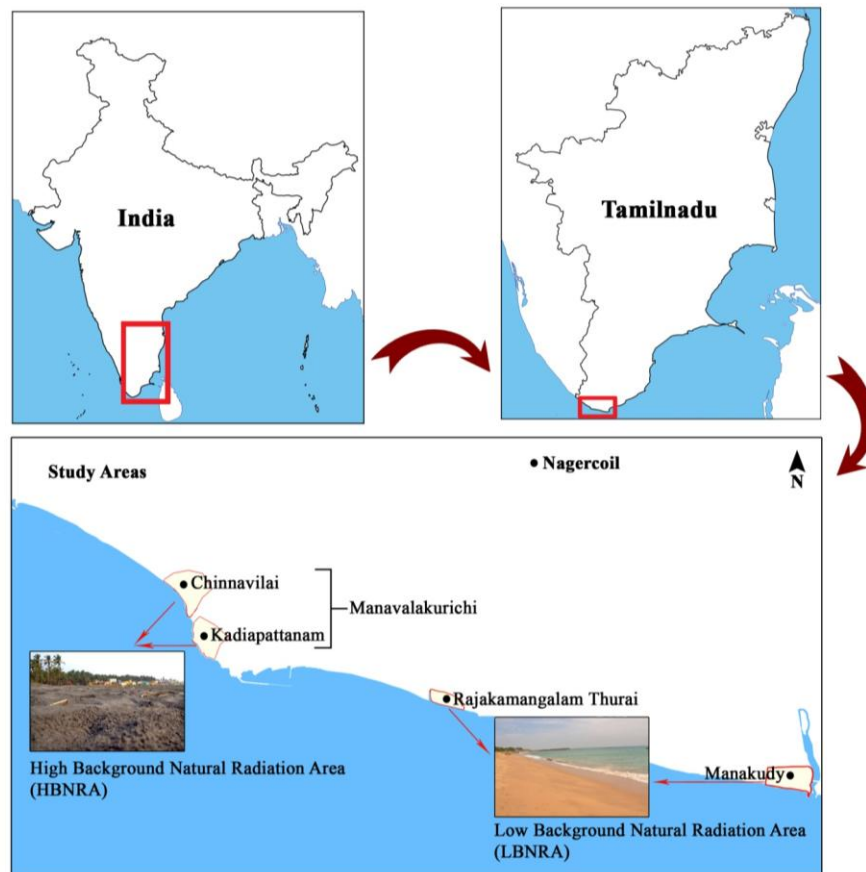 India
Tamilnadu
Study Areas
Nagercoil
N
Chinnavilai
Manavalakurichi
Kadiapattanam
Rajakamangalam Thurai
High Background Natural Radiation Area
(HBNRA)
Manakudy
Low Background Natural Radiation Area
(LBNRA)